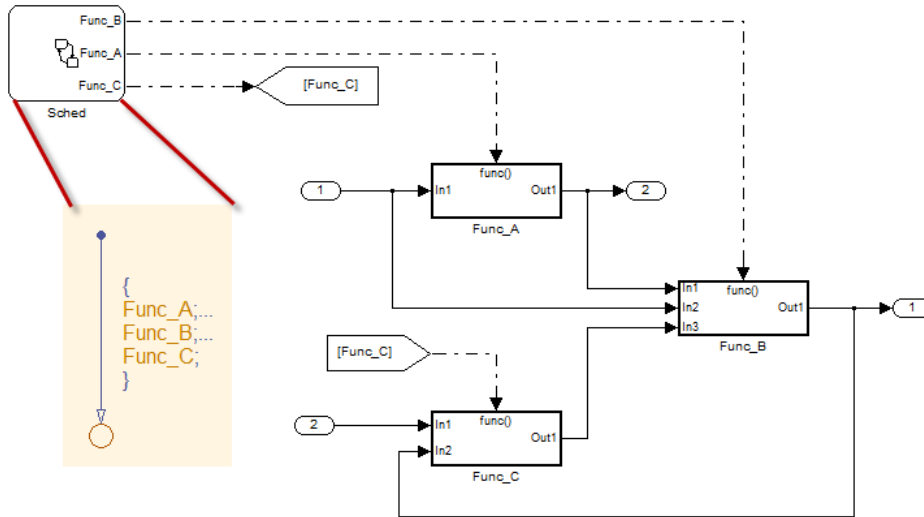 Func_B
Func_A
Func_C
Sched
[Func_C]
func()
1
In1
Out1
2
Func_A
{
Func_A;...
Func_B;...
Func_C;
}
func()
In1
In2
Out1
1
In3
Func_B
[Func_C]
func()
2
In1
Out1
In2
Func_C